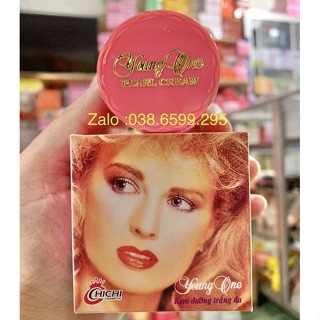 Young One
PEARL CREAM
Zalo :038.6599.295
CHICHI
Young One
Kem dưỡng trắng da